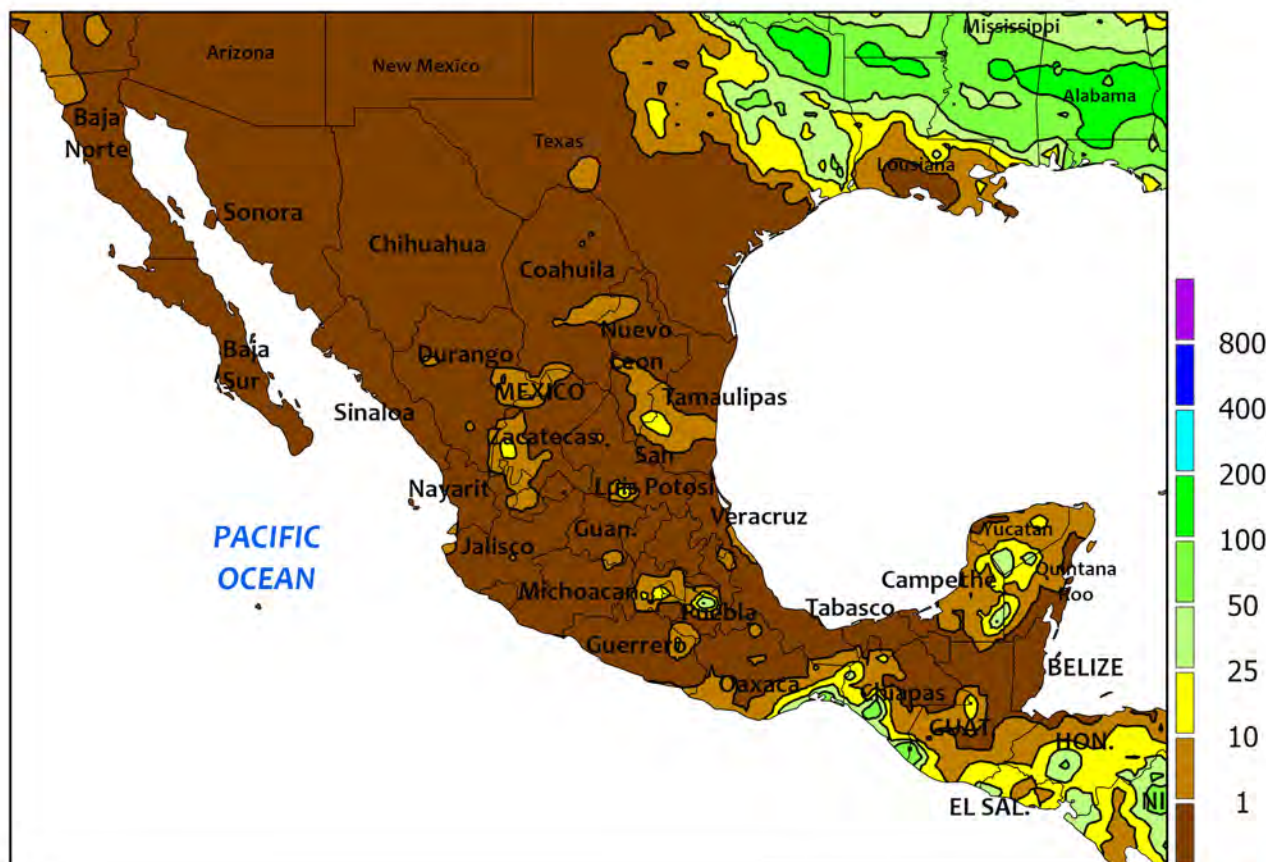 Mississippi
Arizona
New Mexico
Alabama
Baja
Norte
Texas
Lousiana
Sonora
Chihuahua
Coahuila
Nuevo
Leon
Durango
Baja
Sur
MEXICO
Tamaulipas
Sinaloa
Zacatecas.
San
Luis Potosi
Nayarit
Veracruz
Guan.
Jalisco
PACIFIC
OCEAN
Yucatan
Quintana
Roo
Campeche
Michoacan
Puebla
Tabasco
Guerrero
BELIZE
Oaxaca
Chiapas
GUAT
HON.
EL SAL.
NI
800
400
200
100
50
25
10
1